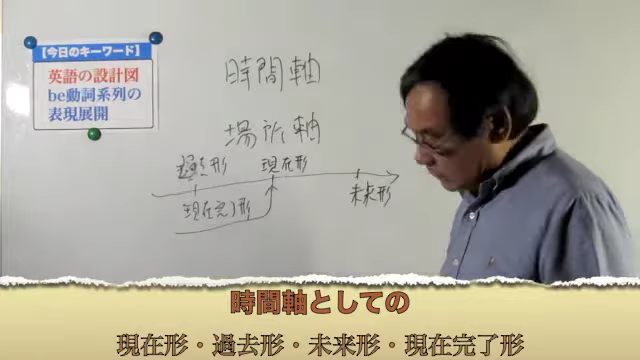 【今日のキーワード】
英語の設計図
be動詞系列の
表現展開
時間軸
場所軸
過去形 現在形
未来形
現在完了形
時間軸としての
現在形・過去形・未来形・現在完了形